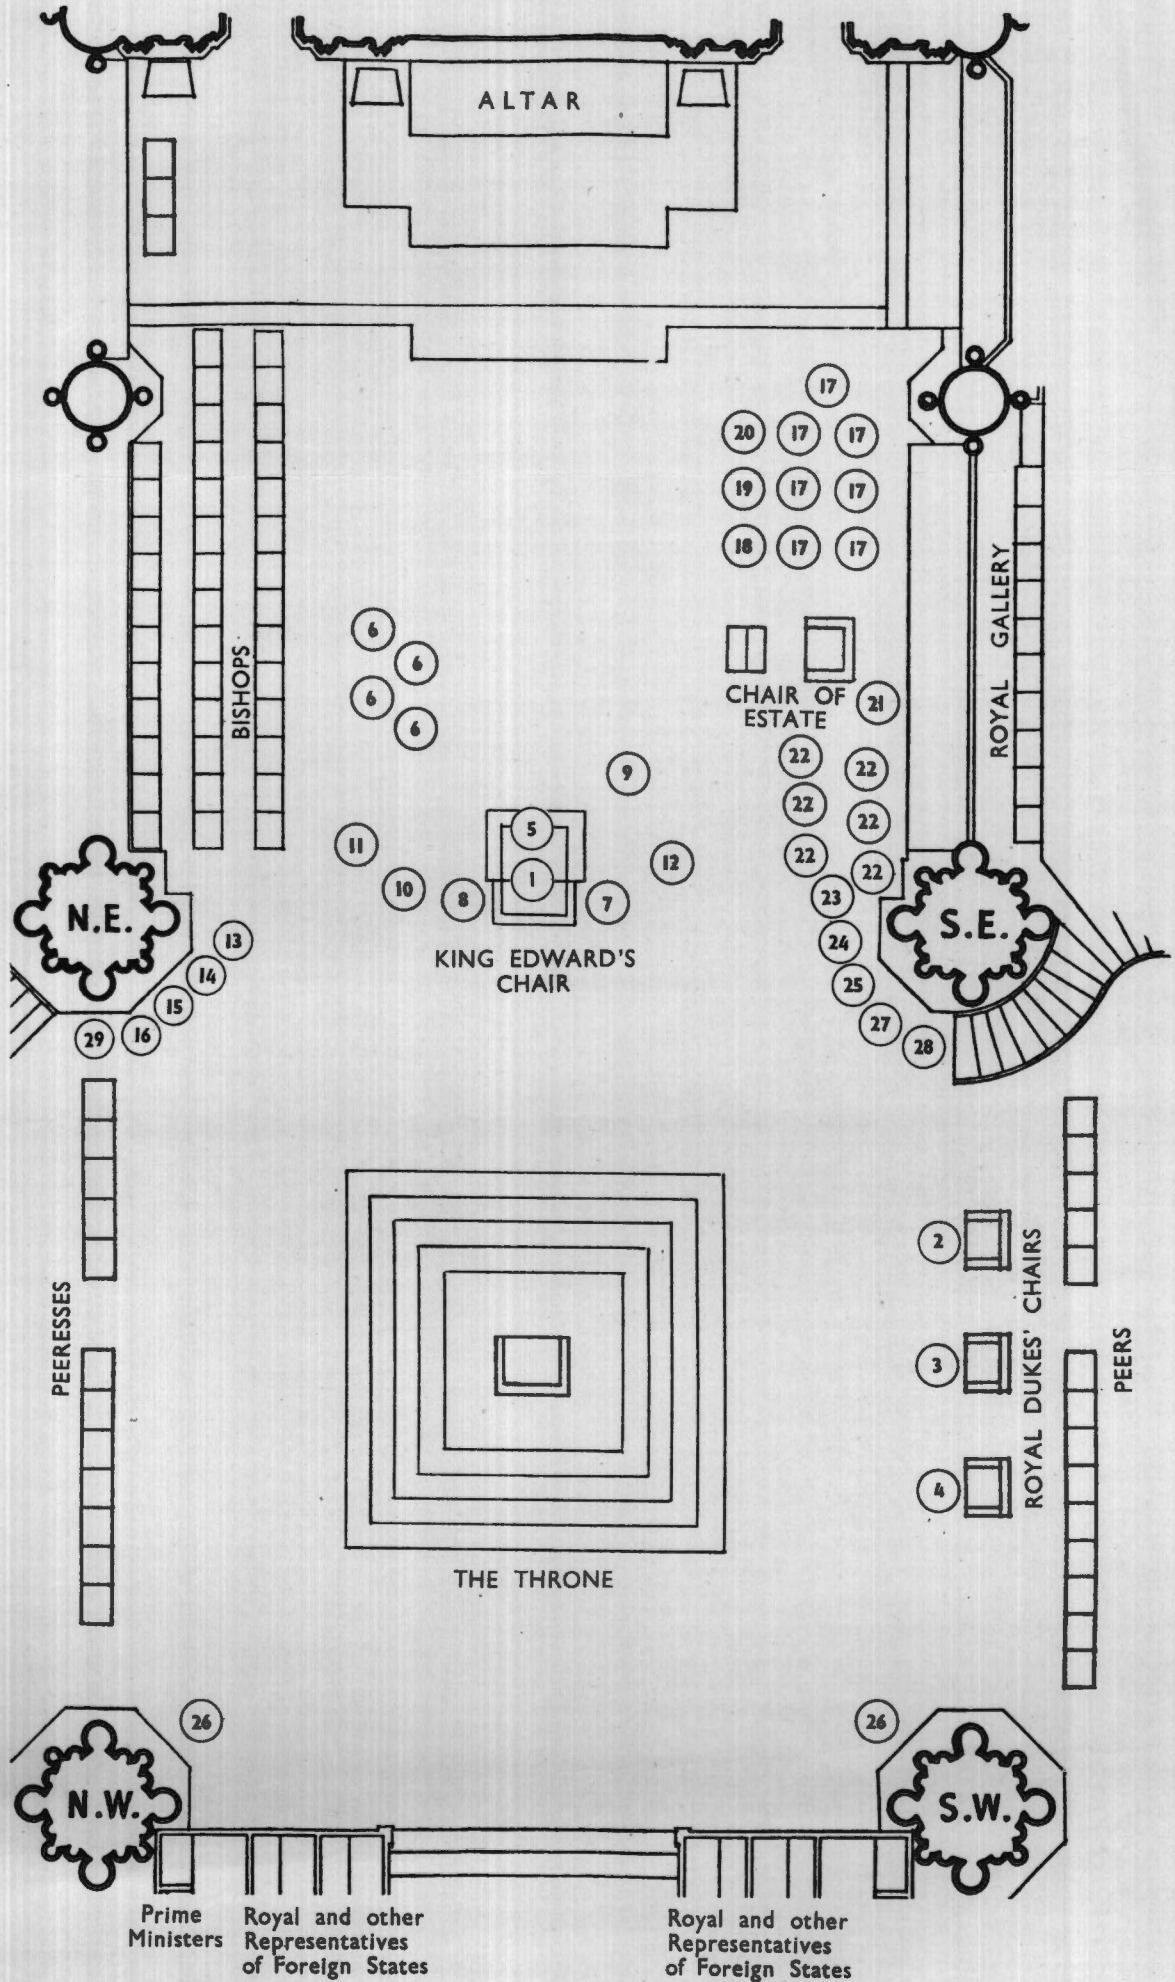 ALTAR
17
20 17 17
19 17 17
18 17 17
ROYAL GALLERY
BISHOPS
6
6
6
6
CHAIR OF
ESTATE
21
22
22
9
22
22
5
11
12
22
22
1
10
8
7
23
N.E.
S.E.
13
24
KING EDWARD'S
CHAIR
14
25
15
27
16
29
28
2
ROYAL DUKES' CHAIRS
PEERESSES
3
PEERS
4
THE THRONE
26
26
N.W.
S.W.
Prime
Ministers
Royal and other
Representatives
of Foreign States
Royal and other
Representatives
of Foreign States